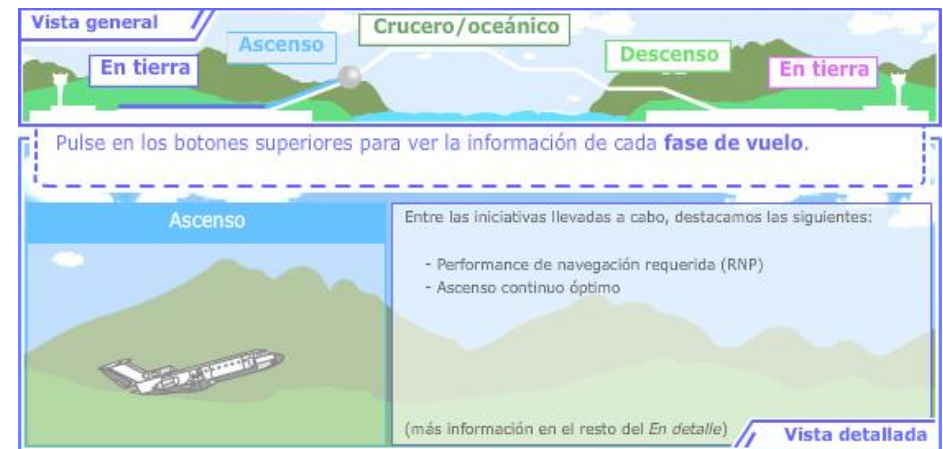 Vista general
En tierra
Ascenso
Crucero/oceánico
Descenso
En tierra
Pulse en los botones superiores para ver la información de cada fase de vuelo.
Ascenso
Entre las iniciativas llevadas a cabo, destacamos las siguientes:
- Performance de navegación requerida (RNP)
- Ascenso continuo óptimo
(más información en el resto del En detalle)
Vista detallada